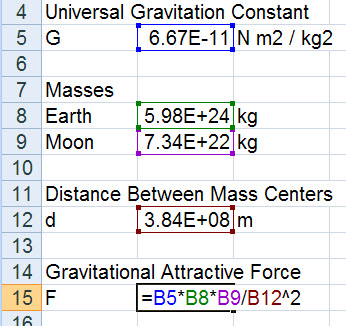 4 Universal Gravitation Constant
5 G 6.67E-11 N m2 / kg2
6
7 Masses
8 Earth 5.98E+24 kg
9 Moon 7.34E+22 kg
10
11 Distance Between Mass Centers
12 d 3.84E+08 m
13
14 Gravitational Attractive Force
15 F =B5*B8*B9/B12^2
16